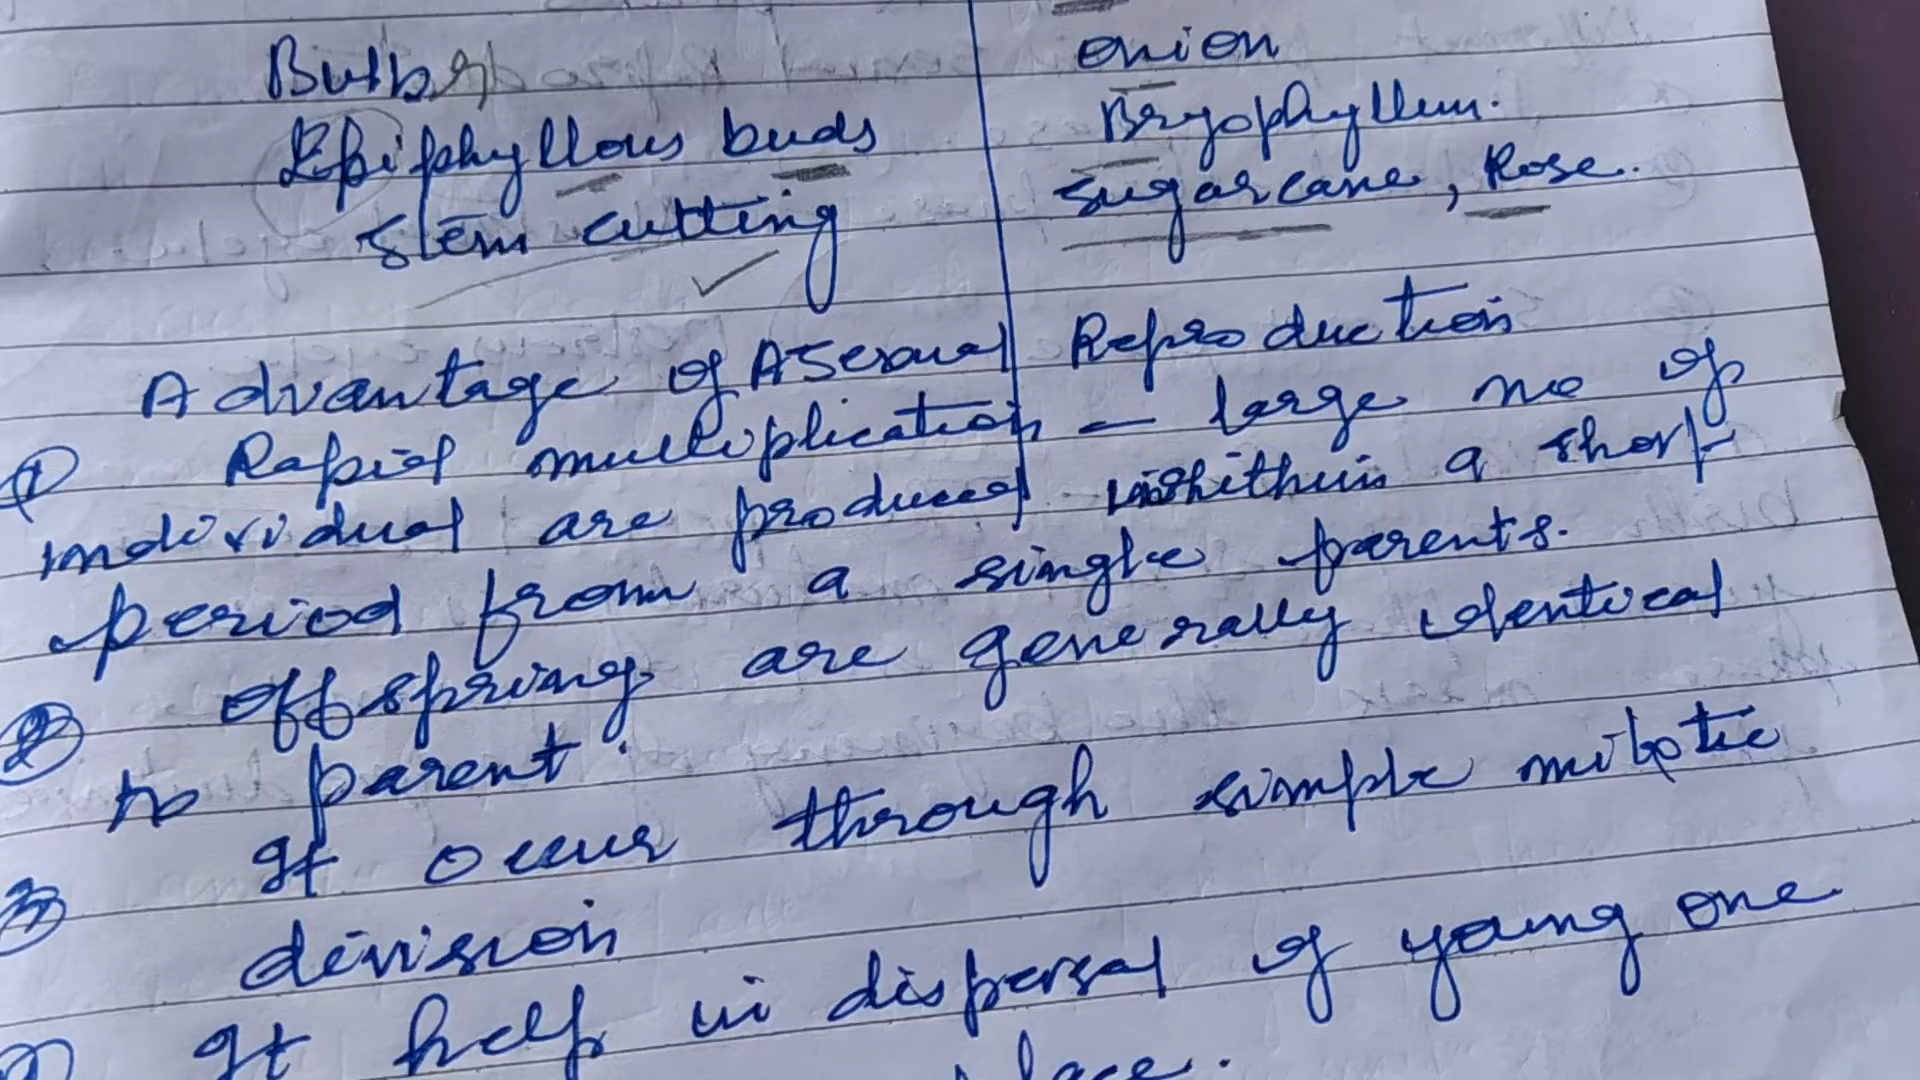 Bulbs onion
Epiphyllous buds Bryophyllum.
Stem cutting Sugarcane, Rose.
Advantage of ASexual Reproduction
① Rapid multiplication – large no of
individual are produced within a short
period from a single parents.
② Offspring are generally identical
to parent.
③ It occur through simple mitotic
division
④ It help in dispersal of young one
place.